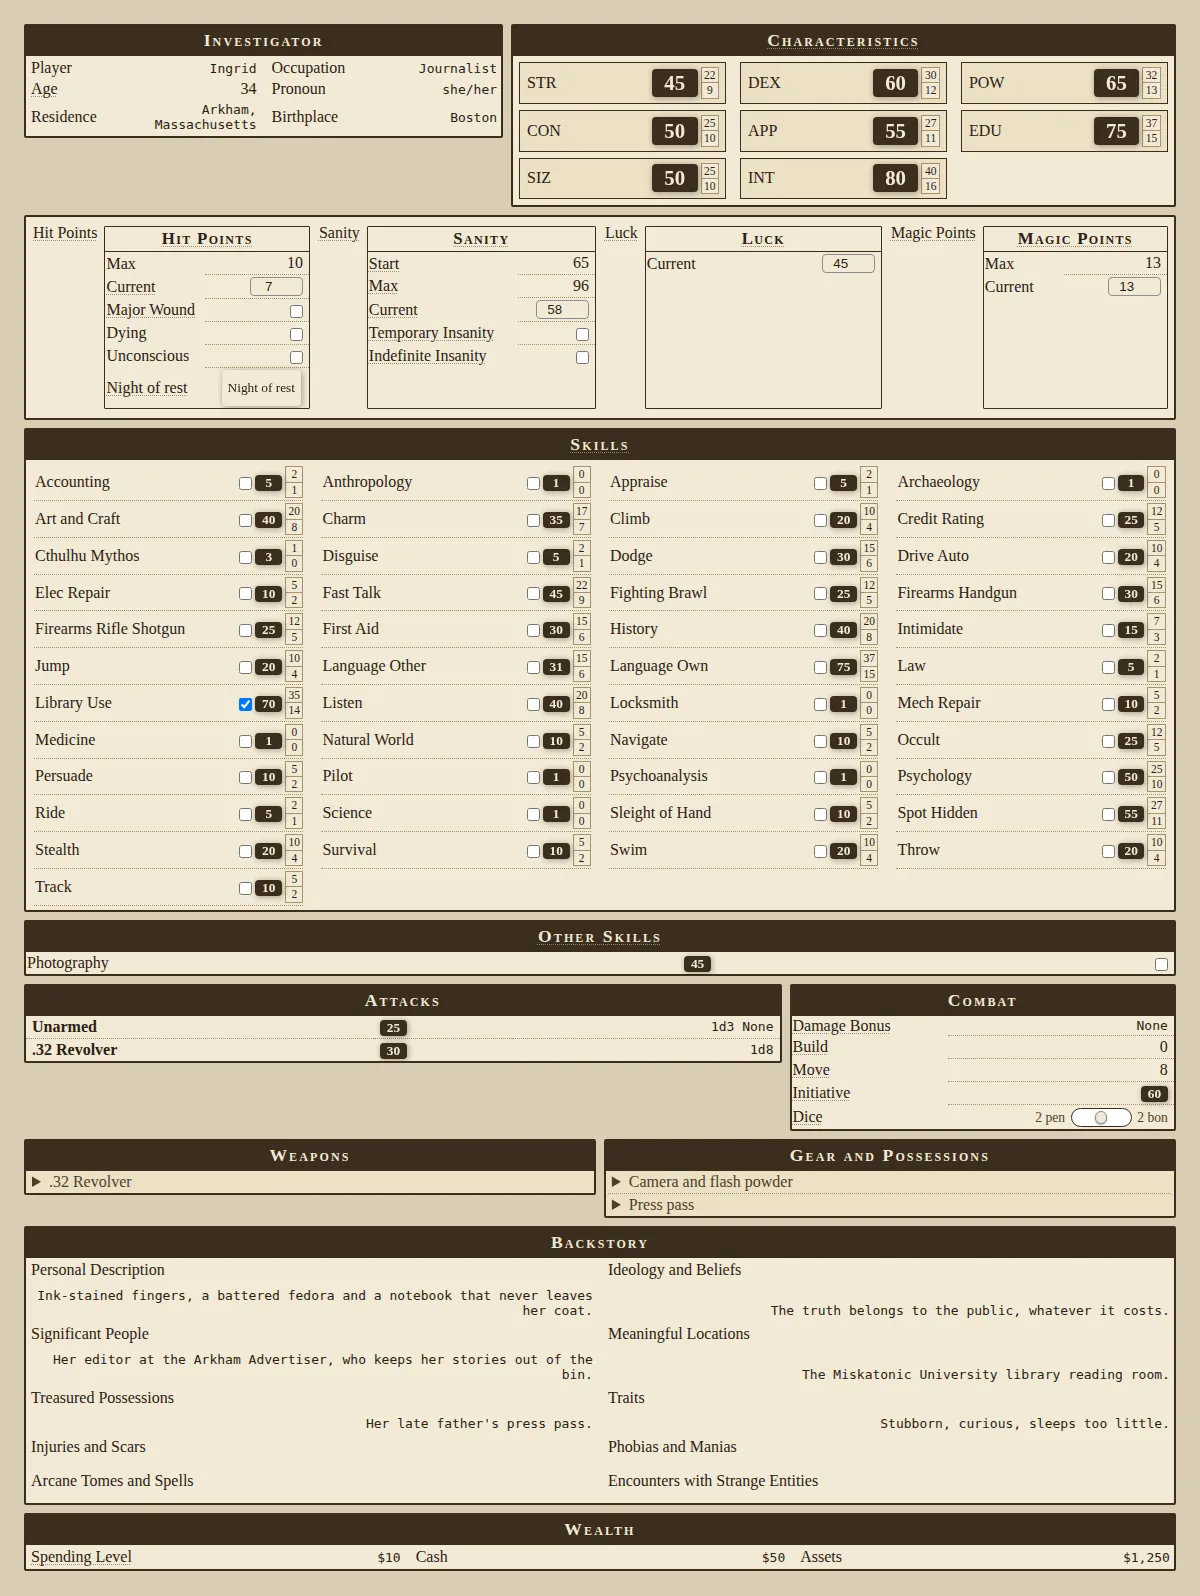 Investigator
Player Ingrid Occupation Journalist
Age 34 Pronoun she/her
Residence Arkham, Massachusetts Birthplace Boston
Characteristics
STR 45 22 9 DEX 60 30 12 POW 65 32 13
CON 50 25 10 APP 55 27 11 EDU 75 37 15
SIZ 50 25 10 INT 80 40 16
Hit Points
Hit Points
Max 10
Current 7
Major Wound
Dying
Unconscious
Night of rest Night of rest
Sanity
Sanity
Start 65
Max 96
Current 58
Temporary Insanity
Indefinite Insanity
Luck
Luck
Current 45
Magic Points
Magic Points
Max 13
Current 13
Skills
Accounting 5 2 1 Anthropology 1 0 0 Appraise 5 2 1 Archaeology 1 0 0
Art and Craft 40 20 8 Charm 35 17 7 Climb 20 10 4 Credit Rating 25 12 5
Cthulhu Mythos 3 1 0 Disguise 5 2 1 Dodge 30 15 6 Drive Auto 20 10 4
Elec Repair 10 5 2 Fast Talk 45 22 9 Fighting Brawl 25 12 5 Firearms Handgun 30 15 6
Firearms Rifle Shotgun 25 12 5 First Aid 30 15 6 History 40 20 8 Intimidate 15 7 3
Jump 20 10 4 Language Other 31 15 6 Language Own 75 37 15 Law 5 2 1
Library Use 70 35 14 Listen 40 20 8 Locksmith 1 0 0 Mech Repair 10 5 2
Medicine 1 0 0 Natural World 10 5 2 Navigate 10 5 2 Occult 25 12 5
Persuade 10 5 2 Pilot 1 0 0 Psychoanalysis 1 0 0 Psychology 50 25 10
Ride 5 2 1 Science 1 0 0 Sleight of Hand 10 5 2 Spot Hidden 55 27 11
Stealth 20 10 4 Survival 10 5 2 Swim 20 10 4 Throw 20 10 4
Track 10 5 2
Other Skills
Photography 45
Attacks
Unarmed 25 1d3 None
.32 Revolver 30 1d8
Combat
Damage Bonus None
Build 0
Move 8
Initiative 60
Dice 2 pen 2 bon
Weapons
.32 Revolver
Gear and Possessions
Camera and flash powder
Press pass
Backstory
Personal Description
Ink-stained fingers, a battered fedora and a notebook that never leaves
her coat.
Ideology and Beliefs
The truth belongs to the public, whatever it costs.
Significant People
Her editor at the Arkham Advertiser, who keeps her stories out of the
bin.
Meaningful Locations
The Miskatonic University library reading room.
Treasured Possessions
Her late father's press pass.
Traits
Stubborn, curious, sleeps too little.
Injuries and Scars
Phobias and Manias
Arcane Tomes and Spells
Encounters with Strange Entities
Wealth
Spending Level $10 Cash $50 Assets $1,250